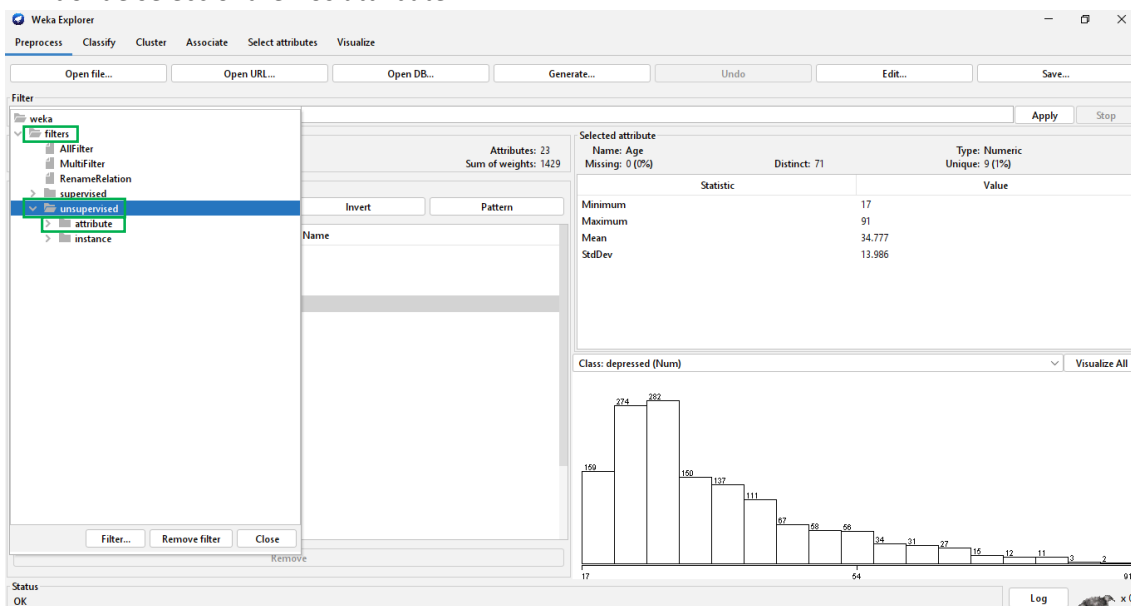 Weka Explorer
Preprocess Classify Cluster Associate Select attributes Visualize
Open file... Open URL... Open DB... Generate... Undo Edit... Save...
Filter
weka
filters
AllFilter
MultiFilter
RenameRelation
supervised
unsupervised
attribute
instance
Filter... Remove filter Close
Apply Stop
Attributes: 23
Sum of weights: 1429
Invert Pattern
Name
Remove
Selected attribute
Name: Age Type: Numeric
Missing: 0 (0%) Distinct: 71 Unique: 9 (1%)
Statistic Value
Minimum 17
Maximum 91
Mean 34.777
StdDev 13.986
Class: depressed (Num) Visualize All
159 274 282 150 137 111 67 58 56 34 31 27 15 12 11 3 2
17 54 91
Status
OK
Log x